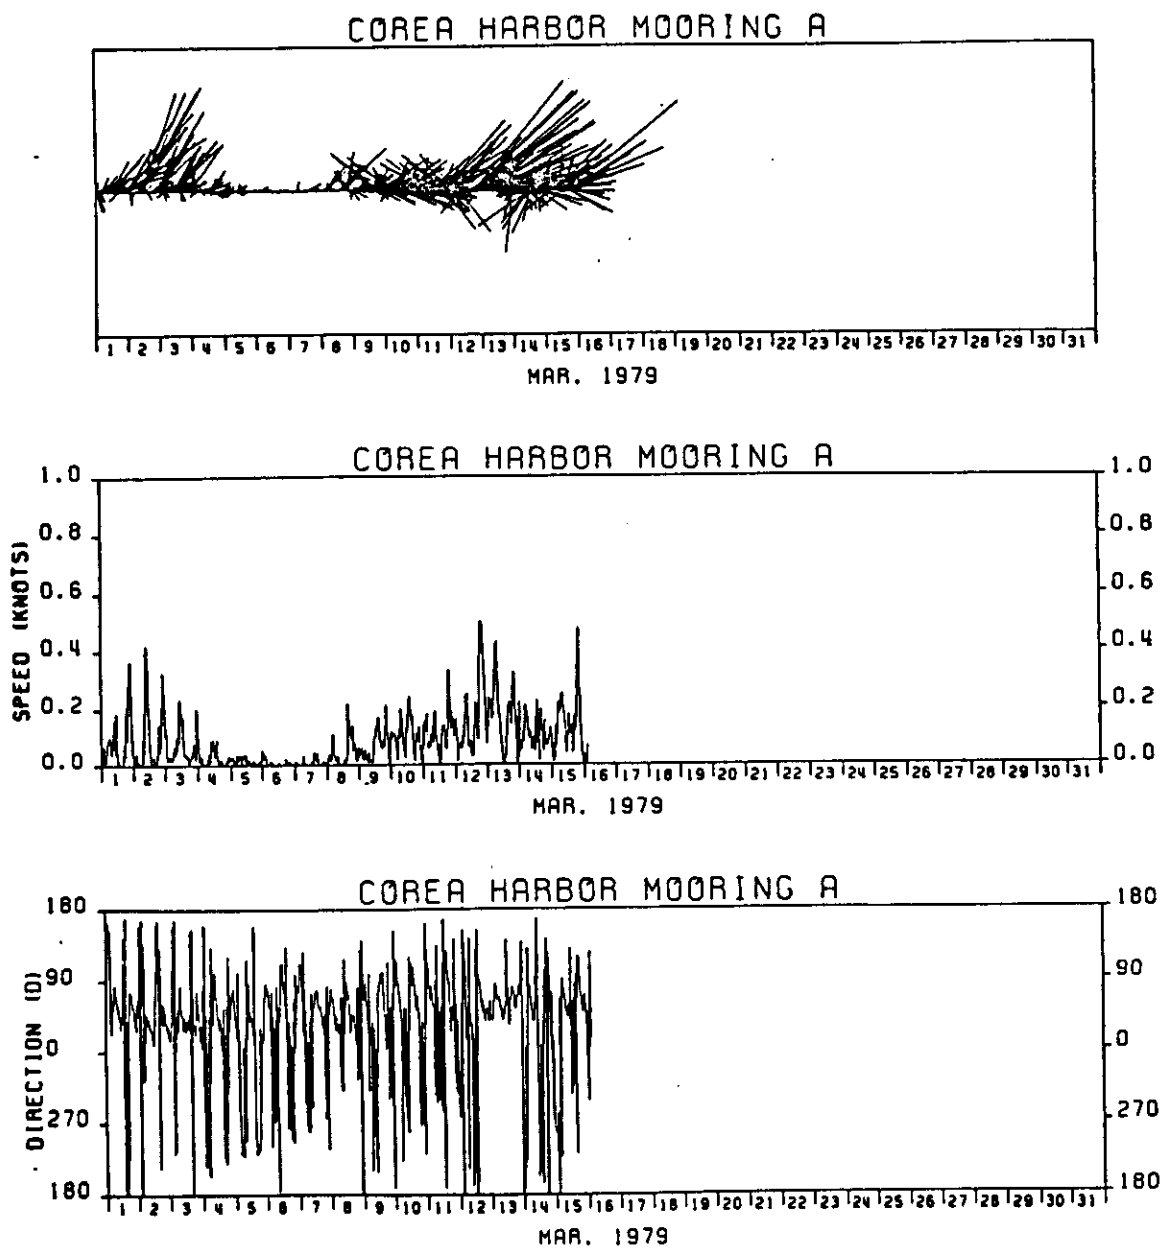 COREA HARBOR MOORING A
1 2 3 4 5 6 7 8 9 10 11 12 13 14 15 16 17 18 19 20 21 22 23 24 25 26 27 28 29 30 31
MAR. 1979
COREA HARBOR MOORING A
SPEED (KNOTS)
1.0 1.0
0.8 0.8
0.6 0.6
0.4 0.4
0.2 0.2
0.0 0.0
1 2 3 4 5 6 7 8 9 10 11 12 13 14 15 16 17 18 19 20 21 22 23 24 25 26 27 28 29 30 31
MAR. 1979
COREA HARBOR MOORING A
DIRECTION (D)
180 180
90 90
0 0
270 270
180 180
1 2 3 4 5 6 7 8 9 10 11 12 13 14 15 16 17 18 19 20 21 22 23 24 25 26 27 28 29 30 31
MAR. 1979